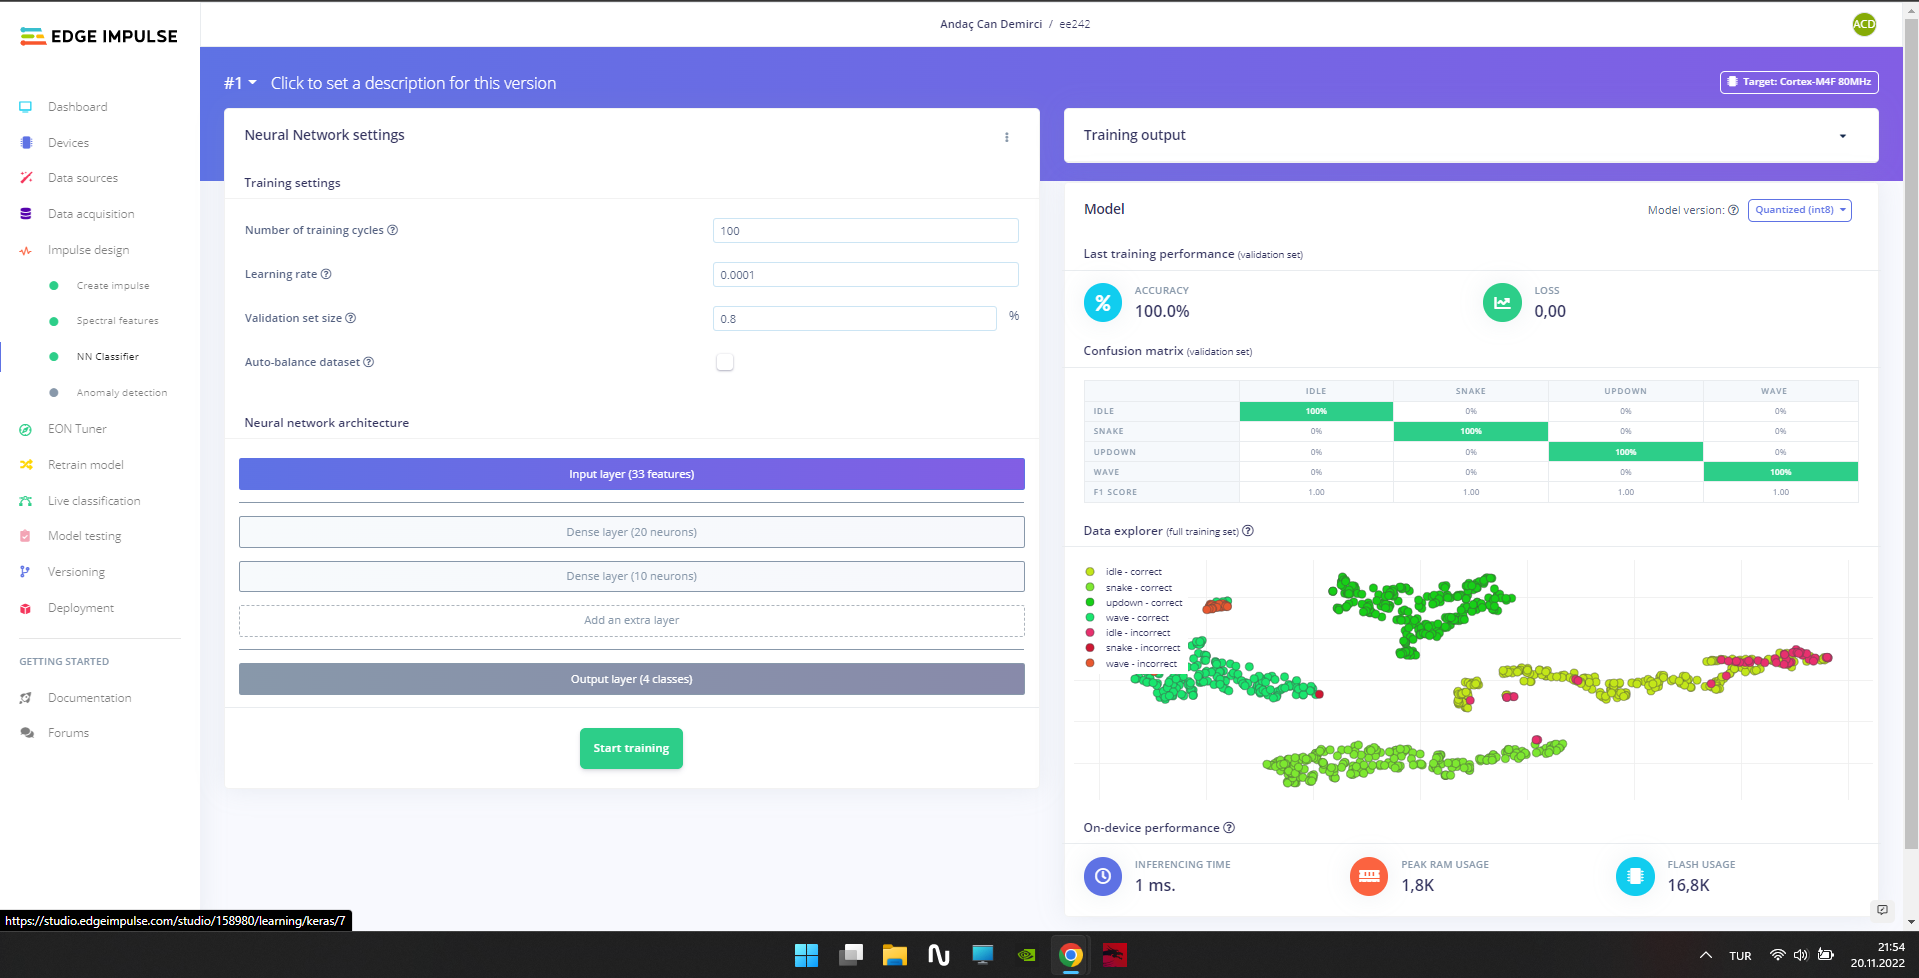 EDGE IMPULSE
Andaç Can Demirci / ee242
ACD
Dashboard
Devices
Data sources
Data acquisition
Impulse design
Create impulse
Spectral features
NN Classifier
Anomaly detection
EON Tuner
Retrain model
Live classification
Model testing
Versioning
Deployment
GETTING STARTED
Documentation
Forums
#1 Click to set a description for this version
Target: Cortex-M4F 80MHz
Neural Network settings
Training settings
Number of training cycles ? 100
Learning rate ? 0.0001
Validation set size ? 0.8 %
Auto-balance dataset ?
Neural network architecture
Input layer (33 features)
Dense layer (20 neurons)
Dense layer (10 neurons)
Add an extra layer
Output layer (4 classes)
Start training
Training output
Model
Model version: ? Quantized (int8)
Last training performance (validation set)
% ACCURACY
100.0%
LOSS
0,00
Confusion matrix (validation set)
IDLE SNAKE UPDOWN WAVE
IDLE 100% 0% 0% 0%
SNAKE 0% 100% 0% 0%
UPDOWN 0% 0% 100% 0%
WAVE 0% 0% 0% 100%
F1 SCORE 1.00 1.00 1.00 1.00
Data explorer (full training set) ?
idle - correct
snake - correct
updown - correct
wave - correct
idle - incorrect
snake - incorrect
wave - incorrect
On-device performance ?
INFERENCING TIME
1 ms.
PEAK RAM USAGE
1,8K
FLASH USAGE
16,8K
https://studio.edgeimpulse.com/studio/158980/learning/keras/7
TUR
21:54
20.11.2022